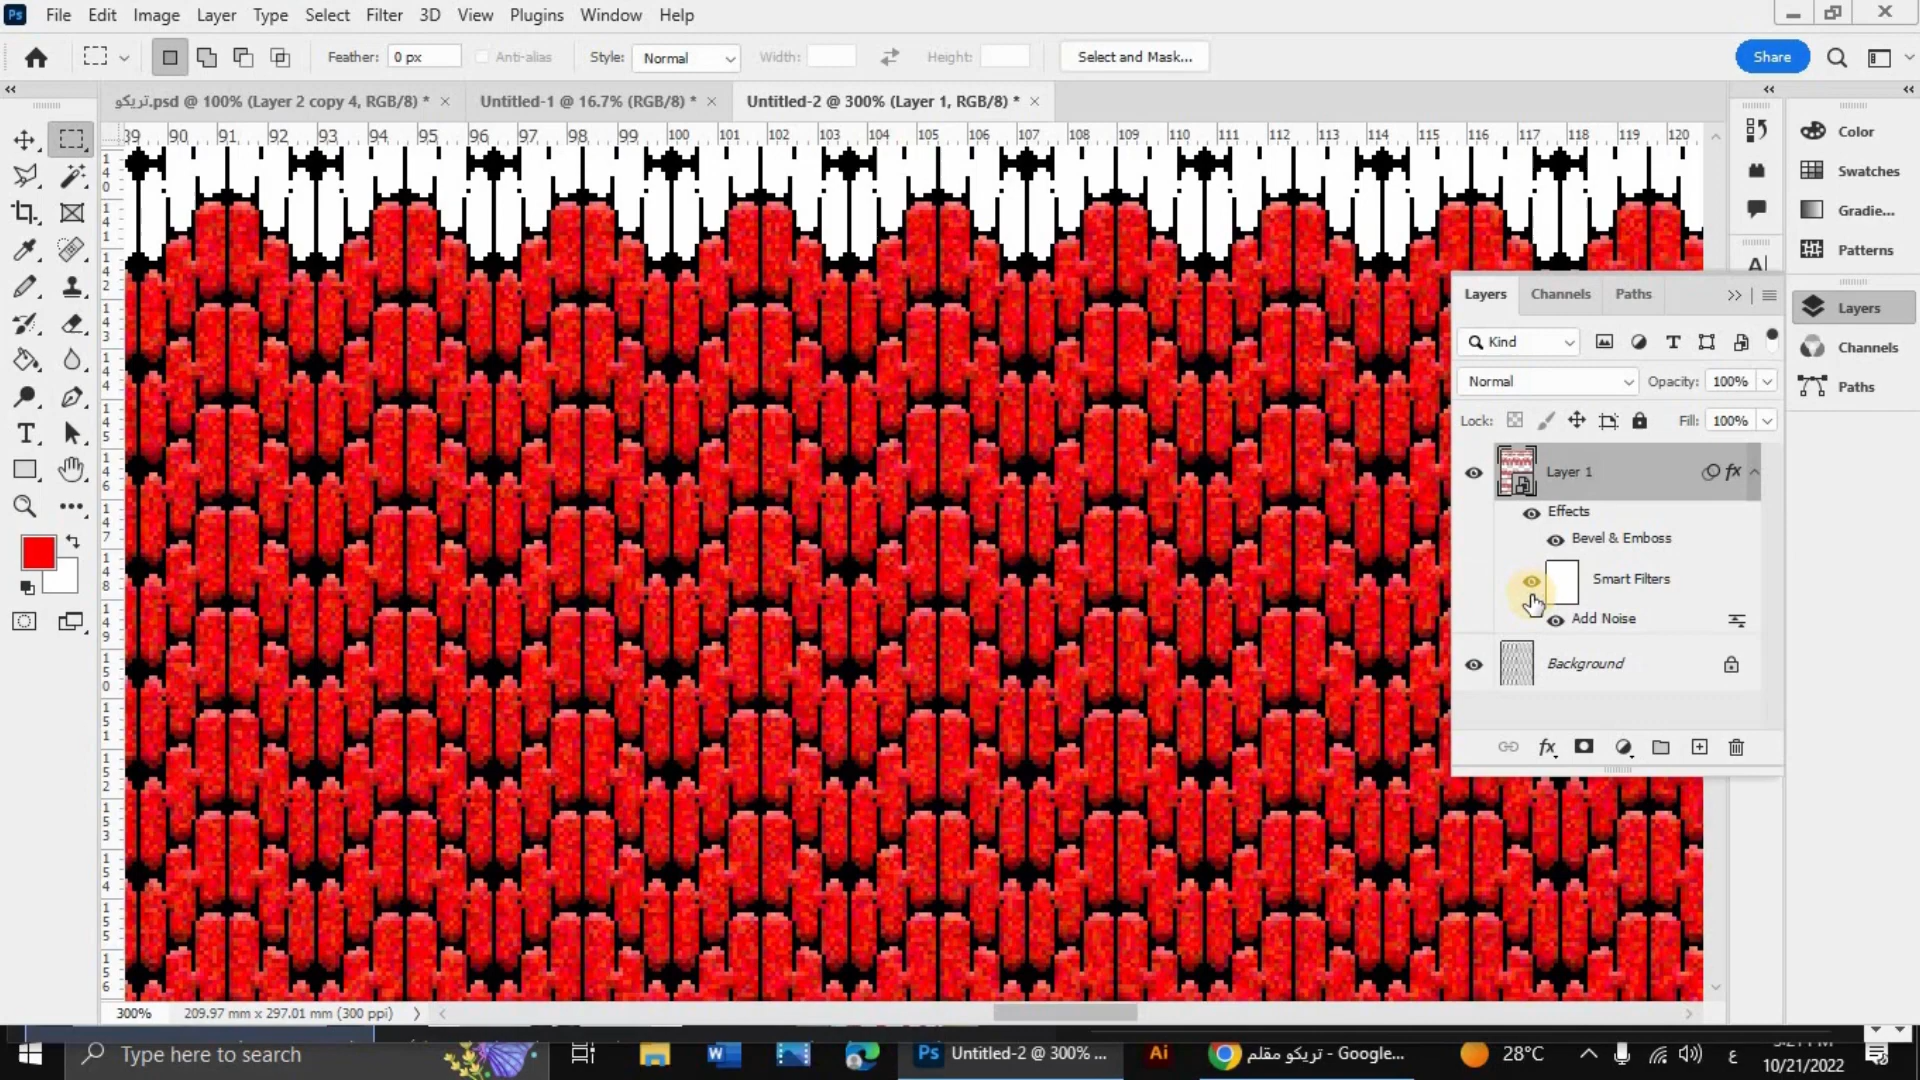 Ps File Edit Image Layer Type Select Filter 3D View Plugins Window Help
Feather: 0 px Anti-alias Style: Normal Width: Height: Select and Mask... Share
تريكو.psd @ 100% (Layer 2 copy 4, RGB/8) * Untitled-1 @ 16.7% (RGB/8) * Untitled-2 @ 300% (Layer 1, RGB/8) *
39 90 91 92 93 94 95 96 97 98 99 100 101 102 103 104 105 106 107 108 109 110 111 112 113 114 115 116 117 118 119 120
Color
Swatches
Gradie...
Patterns
Layers
Channels
Paths
Layers Channels Paths
Kind
Normal Opacity: 100%
Lock: Fill: 100%
Layer 1 fx
Effects
Bevel & Emboss
Smart Filters
Add Noise
Background
fx
300% 209.97 mm x 297.01 mm (300 ppi)
Type here to search
Ps Untitled-2 @ 300% ...
Ai
تريكو مقلم - Google...
28°C
ع
10/21/2022